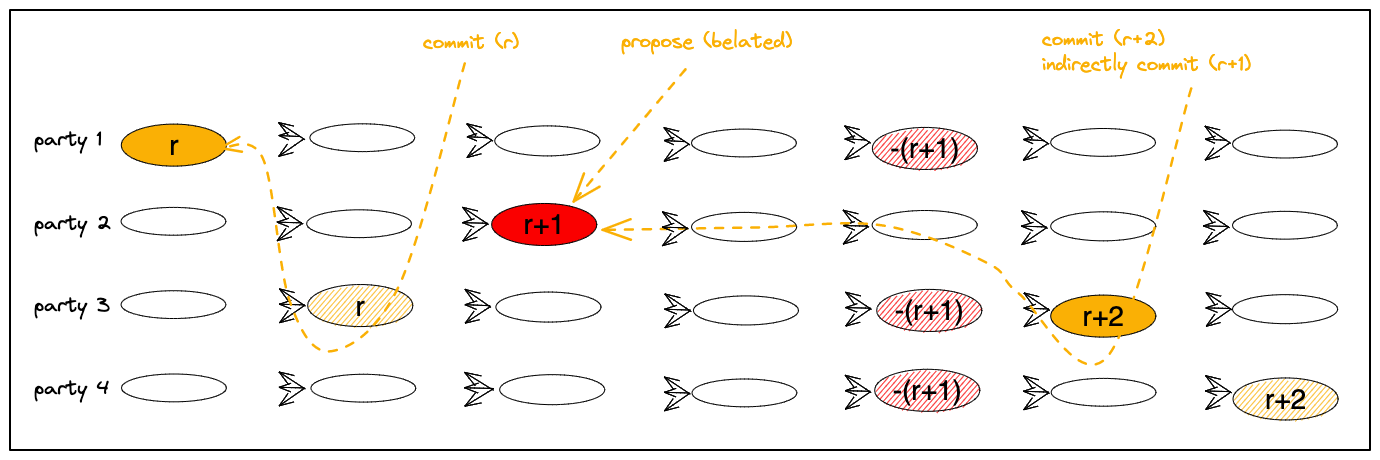 commit (r)
propose (belated)
commit (r+2)
indirectly commit (r+1)
party 1
r
-(r+1)
party 2
r+1
party 3
r
-(r+1)
r+2
party 4
-(r+1)
r+2